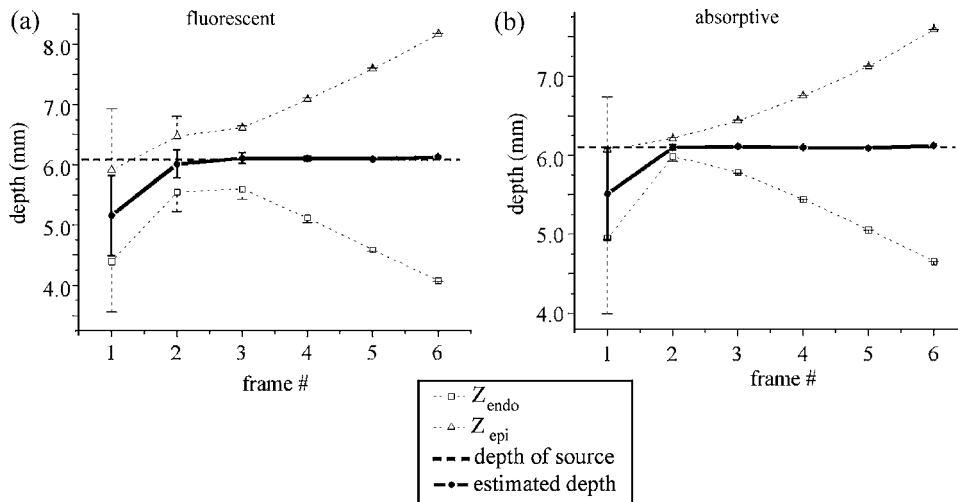 (a)
fluorescent
8.0
7.0
6.0
5.0
4.0
depth (mm)
1 2 3 4 5 6
frame #
(b)
absorptive
7.0
6.0
5.0
4.0
depth (mm)
1 2 3 4 5 6
frame #
Z endo
Z epi
depth of source
estimated depth